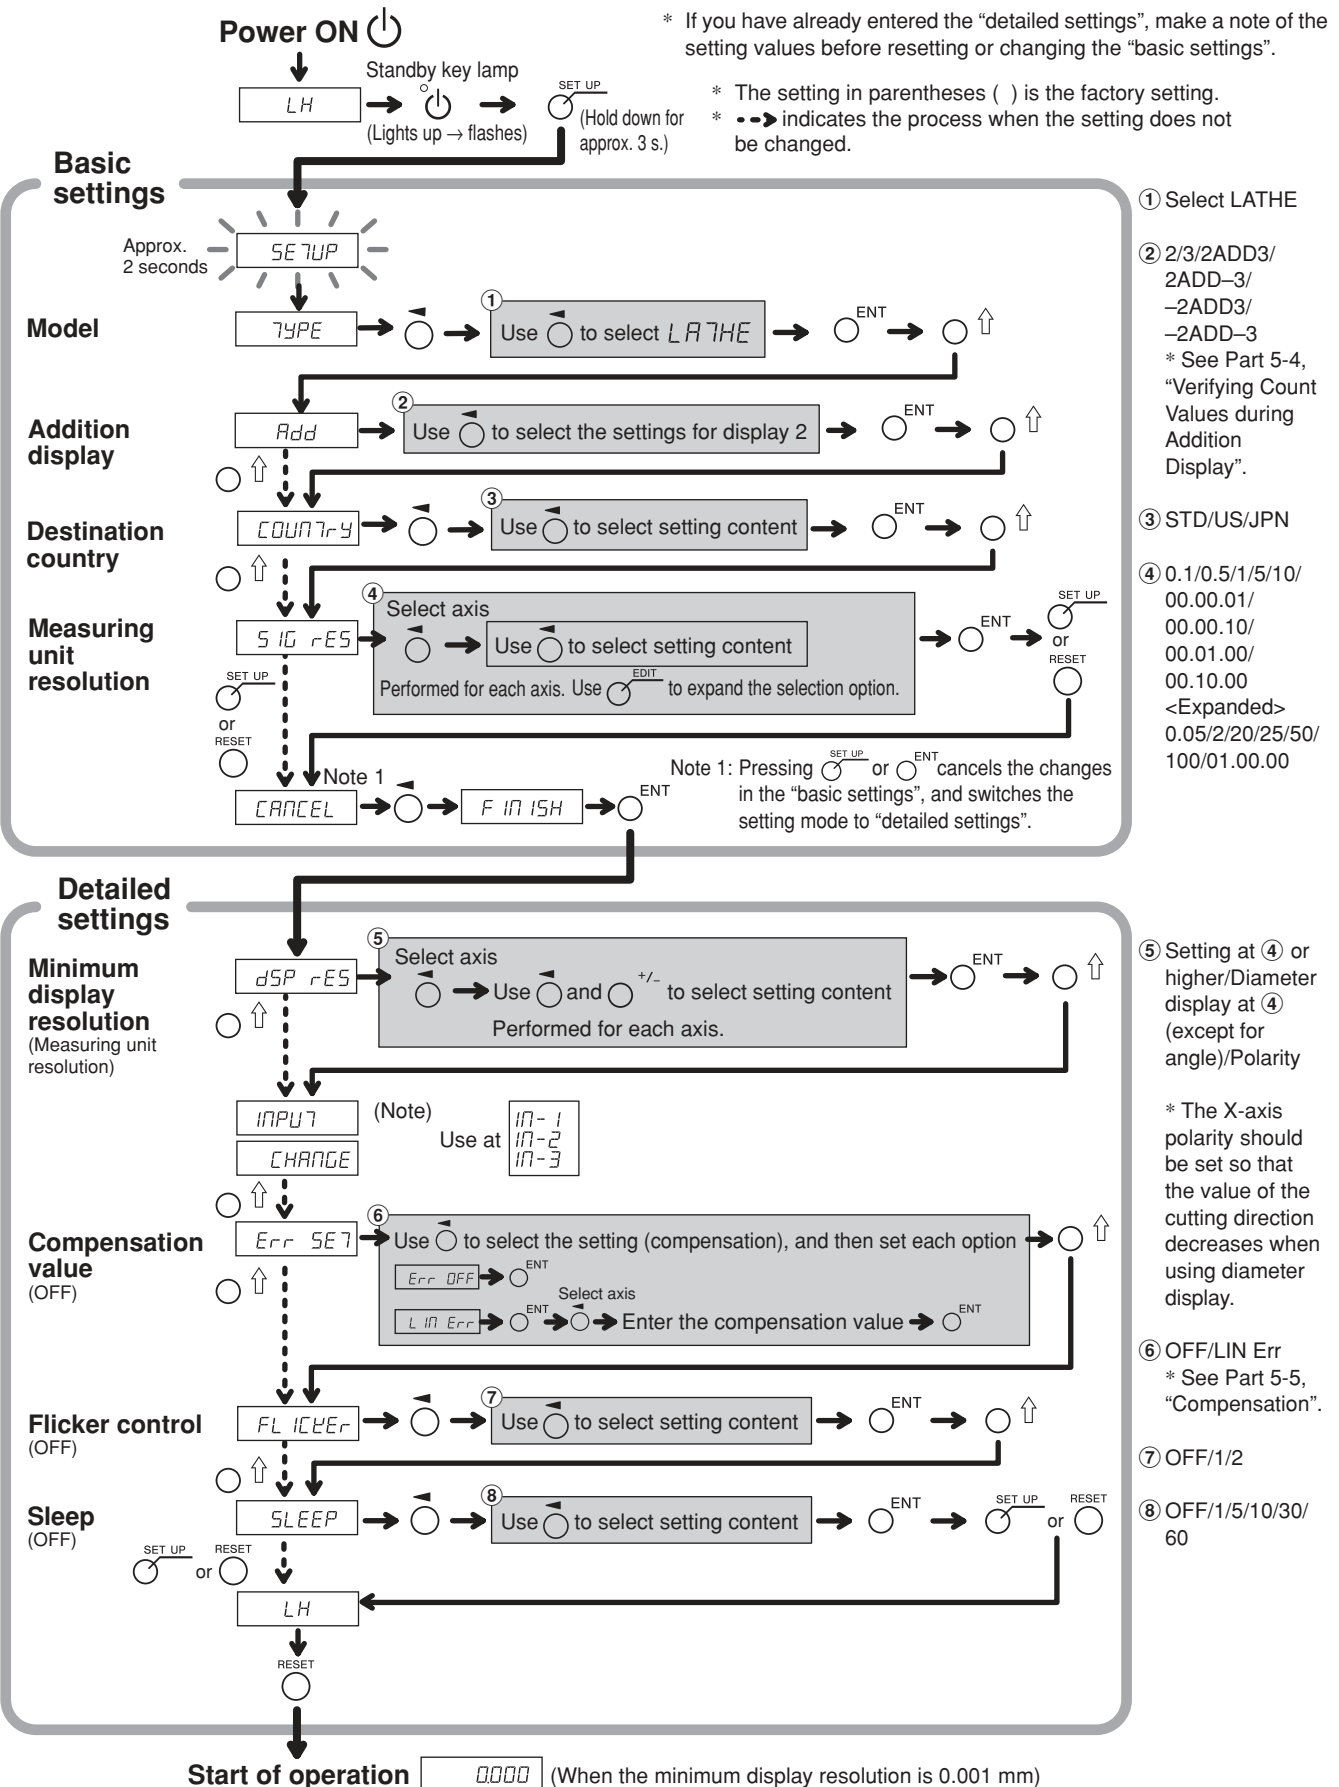 Power ON
* If you have already entered the “detailed settings”, make a note of the
setting values before resetting or changing the “basic settings”.
Standby key lamp
LH
SET UP
(Lights up → flashes)
(Hold down for
approx. 3 s.)
* The setting in parentheses ( ) is the factory setting.
* indicates the process when the setting does not
be changed.
Basic
settings
Approx.
2 seconds
SETUP
Model
TYPE
1
Use to select LATHE
ENT
Addition
display
Add
2
Use to select the settings for display 2
ENT
Destination
country
COUNTrY
3
Use to select setting content
ENT
Measuring
unit
resolution
SIG rES
4
Select axis
Use to select setting content
Performed for each axis. Use EDIT to expand the selection option.
ENT
SET UP
or
RESET
SET UP
or
RESET
Note 1
CANCEL
FINISH
ENT
Note 1: Pressing SET UP or ENT cancels the changes
in the “basic settings”, and switches the
setting mode to “detailed settings”.
① Select LATHE
② 2/3/2ADD3/
2ADD–3/
–2ADD3/
–2ADD–3
* See Part 5-4,
“Verifying Count
Values during
Addition
Display”.
③ STD/US/JPN
④ 0.1/0.5/1/5/10/
00.00.01/
00.00.10/
00.01.00/
00.10.00
<Expanded>
0.05/2/20/25/50/
100/01.00.00
Detailed
settings
Minimum
display
resolution
(Measuring unit
resolution)
dSP rES
5
Select axis
Use and +/− to select setting content
Performed for each axis.
ENT
INPUT
CHANGE
(Note)
Use at
IN-1
IN-2
IN-3
Compensation
value
(OFF)
Err SET
6
Use to select the setting (compensation), and then set each option
Err OFF
ENT
Select axis
LIN Err
ENT
Enter the compensation value
ENT
Flicker control
(OFF)
FLICKEr
7
Use to select setting content
ENT
Sleep
(OFF)
SLEEP
8
Use to select setting content
ENT
SET UP
or
RESET
SET UP
or
RESET
LH
RESET
⑤ Setting at ④ or
higher/Diameter
display at ④
(except for
angle)/Polarity
* The X-axis
polarity should
be set so that
the value of the
cutting direction
decreases when
using diameter
display.
⑥ OFF/LIN Err
* See Part 5-5,
“Compensation”.
⑦ OFF/1/2
⑧ OFF/1/5/10/30/
60
Start of operation
0.000
(When the minimum display resolution is 0.001 mm)